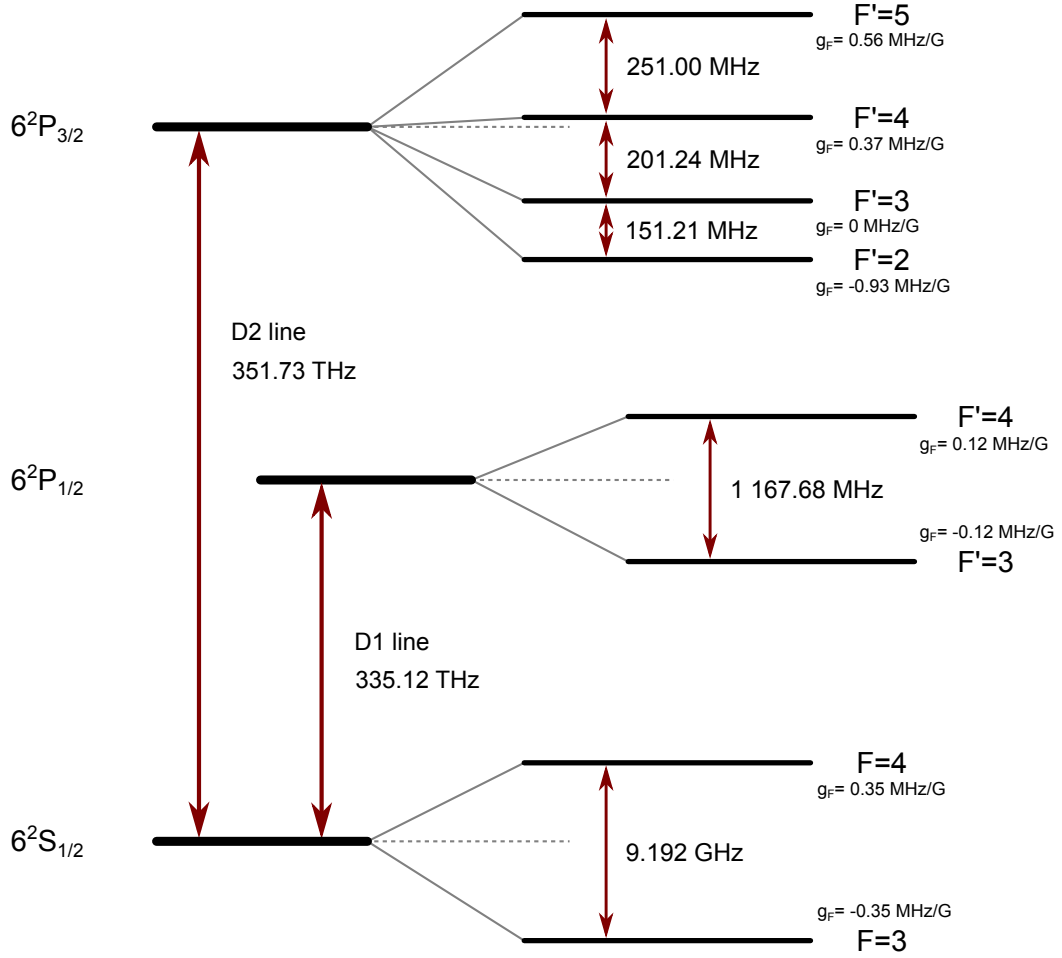 F'=5
gF= 0.56 MHz/G
251.00 MHz
6²P3/2
F'=4
gF= 0.37 MHz/G
201.24 MHz
F'=3
gF= 0 MHz/G
151.21 MHz
F'=2
gF= -0.93 MHz/G
D2 line
351.73 THz
F'=4
gF= 0.12 MHz/G
6²P1/2
1 167.68 MHz
gF= -0.12 MHz/G
F'=3
D1 line
335.12 THz
F=4
gF= 0.35 MHz/G
6²S1/2
9.192 GHz
gF= -0.35 MHz/G
F=3